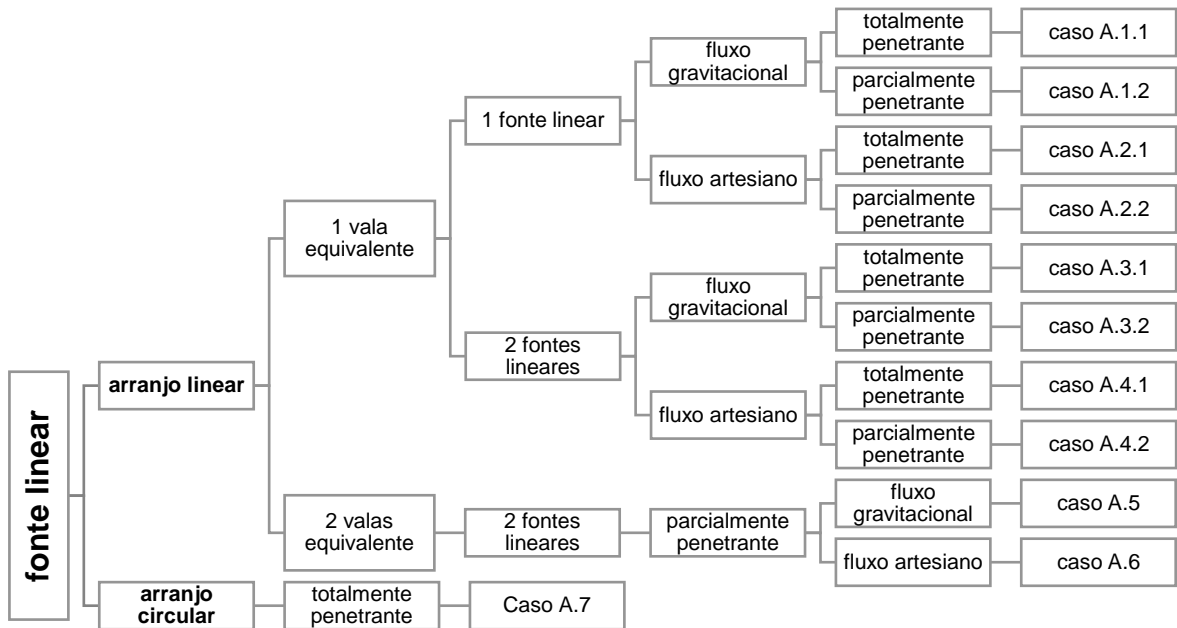 fonte linear
arranjo linear
1 vala
equivalente
1 fonte linear
fluxo
gravitacional
totalmente
penetrante
caso A.1.1
parcialmente
penetrante
caso A.1.2
fluxo artesiano
totalmente
penetrante
caso A.2.1
parcialmente
penetrante
caso A.2.2
2 fontes
lineares
fluxo
gravitacional
totalmente
penetrante
caso A.3.1
parcialmente
penetrante
caso A.3.2
fluxo artesiano
totalmente
penetrante
caso A.4.1
parcialmente
penetrante
caso A.4.2
2 valas
equivalente
2 fontes
lineares
parcialmente
penetrante
fluxo
gravitacional
caso A.5
fluxo artesiano
caso A.6
arranjo
circular
totalmente
penetrante
Caso A.7